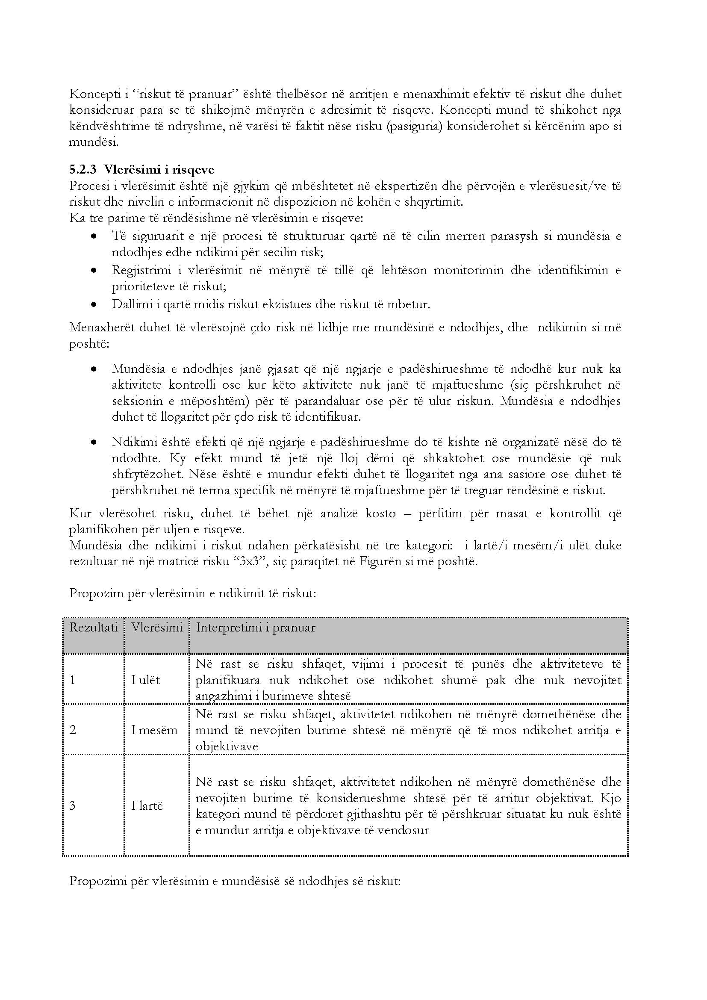 Koncepti i “riskut të pranuar” është thelbësor në arritjen e menaxhimit efektiv të riskut dhe duhet
konsideruar para se të shikojmë mënyrën e adresimit të risqeve. Koncepti mund të shikohet nga
këndvështrime të ndryshme, në varësi të faktit nëse risku (pasiguria) konsiderohet si kërcënim apo si
mundësi.
5.2.3 Vlerësimi i risqeve
Procesi i vlerësimit është një gjykim që mbështetet në ekspertizën dhe përvojën e vlerësuesit/ve të
riskut dhe nivelin e informacionit në dispozicion në kohën e shqyrtimit.
Ka tre parime të rëndësishme në vlerësimin e risqeve:
• Të siguruarit e një procesi të strukturuar qartë në të cilin merren parasysh si mundësia e
ndodhjes edhe ndikimi për secilin risk;
• Regjistrimi i vlerësimit në mënyrë të tillë që lehtëson monitorimin dhe identifikimin e
prioriteteve të riskut;
• Dallimi i qartë midis riskut ekzistues dhe riskut të mbetur.
Menaxherët duhet të vlerësojnë çdo risk në lidhje me mundësinë e ndodhjes, dhe ndikimin si më
poshtë:
• Mundësia e ndodhjes janë gjasat që një ngjarje e padëshirueshme të ndodhë kur nuk ka
aktivitete kontrolli ose kur këto aktivitete nuk janë të mjaftueshme (siç përshkruhet në
seksionin e mëposhtëm) për të parandaluar ose për të ulur riskun. Mundësia e ndodhjes
duhet të llogaritet për çdo risk të identifikuar.
• Ndikimi është efekti që një ngjarje e padëshirueshme do të kishte në organizatë nësë do të
ndodhte. Ky efekt mund të jetë një lloj dëmi që shkaktohet ose mundësie që nuk
shfrytëzohet. Nëse është e mundur efekti duhet të llogaritet nga ana sasiore ose duhet të
përshkruhet në terma specifik në mënyrë të mjaftueshme për të treguar rëndësinë e riskut.
Kur vlerësohet risku, duhet të bëhet një analizë kosto – përfitim për masat e kontrollit që
planifikohen për uljen e risqeve.
Mundësia dhe ndikimi i riskut ndahen përkatësisht në tre kategori: i lartë/i mesëm/i ulët duke
rezultuar në një matricë risku “3x3”, siç paraqitet në Figurën si më poshtë.
Propozim për vlerësimin e ndikimit të riskut:
Rezultati Vlerësimi Interpretimi i pranuar
Në rast se risku shfaqet, vijimi i procesit të punës dhe aktiviteteve të
1 I ulët planifikuara nuk ndikohet ose ndikohet shumë pak dhe nuk nevojitet
angazhimi i burimeve shtesë
Në rast se risku shfaqet, aktivitetet ndikohen në mënyrë domethënëse dhe
2 I mesëm mund të nevojiten burime shtesë në mënyrë që të mos ndikohet arritja e
objektivave
Në rast se risku shfaqet, aktivitetet ndikohen në mënyrë domethënëse dhe
nevojiten burime të konsiderueshme shtesë për të arritur objektivat. Kjo
3 I lartë kategori mund të përdoret gjithashtu për të përshkruar situatat ku nuk është
e mundur arritja e objektivave të vendosur
Propozimi për vlerësimin e mundësisë së ndodhjes së riskut: